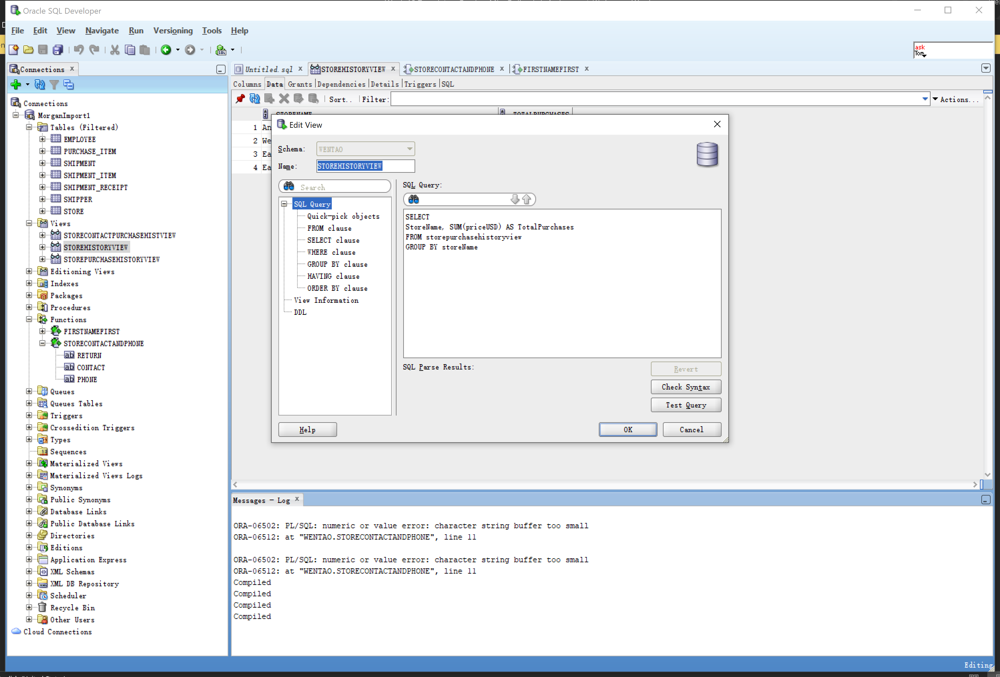 Oracle SQL Developer
File Edit View Navigate Run Versioning Tools Help
ask
Tom
Connections
Untitled.sql STOREHISTORYVIEW STORECONTACTANDPHONE FIRSTNAMEFIRST
Columns Data Grants Dependencies Details Triggers SQL
Sort.. Filter: Actions...
STORENAME TOTALPURCHASES
1 An
2 We
3 Ea
4 Ea
Connections
MorganImport1
Tables (Filtered)
EMPLOYEE
PURCHASE_ITEM
SHIPMENT
SHIPMENT_ITEM
SHIPMENT_RECEIPT
SHIPPER
STORE
Views
STORECONTACTPURCHASEHISTVIEW
STOREHISTORYVIEW
STOREPURCHASEHISTORYVIEW
Editioning Views
Indexes
Packages
Procedures
Functions
FIRSTNAMEFIRST
STORECONTACTANDPHONE
RETURN
CONTACT
PHONE
Queues
Queues Tables
Triggers
Crossedition Triggers
Types
Sequences
Materialized Views
Materialized Views Logs
Synonyms
Public Synonyms
Database Links
Public Database Links
Directories
Editions
Application Express
XML Schemas
XML DB Repository
Scheduler
Recycle Bin
Other Users
Cloud Connections
Edit View
Schema: WENTAO
Name: STOREHISTORYVIEW
Search
SQL Query
Quick-pick objects
FROM clause
SELECT clause
WHERE clause
GROUP BY clause
HAVING clause
ORDER BY clause
View Information
DDL
SQL Query:
SELECT
StoreName, SUM(priceUSD) AS TotalPurchases
FROM storepurchasehistoryview
GROUP BY storeName
SQL Parse Results:
Revert
Check Syntax
Test Query
Help OK Cancel
Messages - Log
ORA-06502: PL/SQL: numeric or value error: character string buffer too small
ORA-06512: at "WENTAO.STORECONTACTANDPHONE", line 11
ORA-06502: PL/SQL: numeric or value error: character string buffer too small
ORA-06512: at "WENTAO.STORECONTACTANDPHONE", line 11
Compiled
Compiled
Compiled
Compiled
Editing